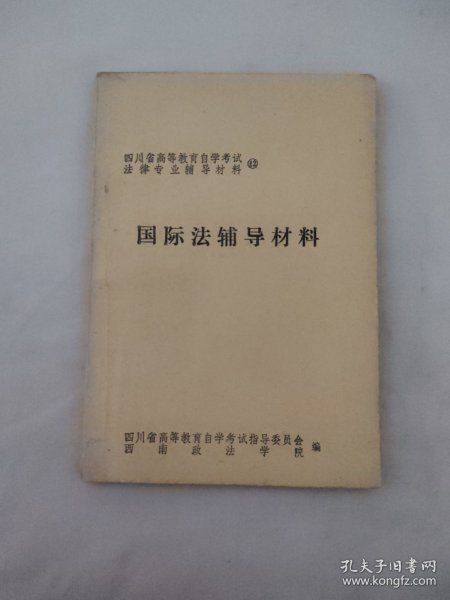 四川省高等教育自学考试
法律专业辅导材料 ⑫
国际法辅导材料
四川省高等教育自学考试指导委员会
西南政法学院 编
孔夫子旧书网
www.kongfz.com